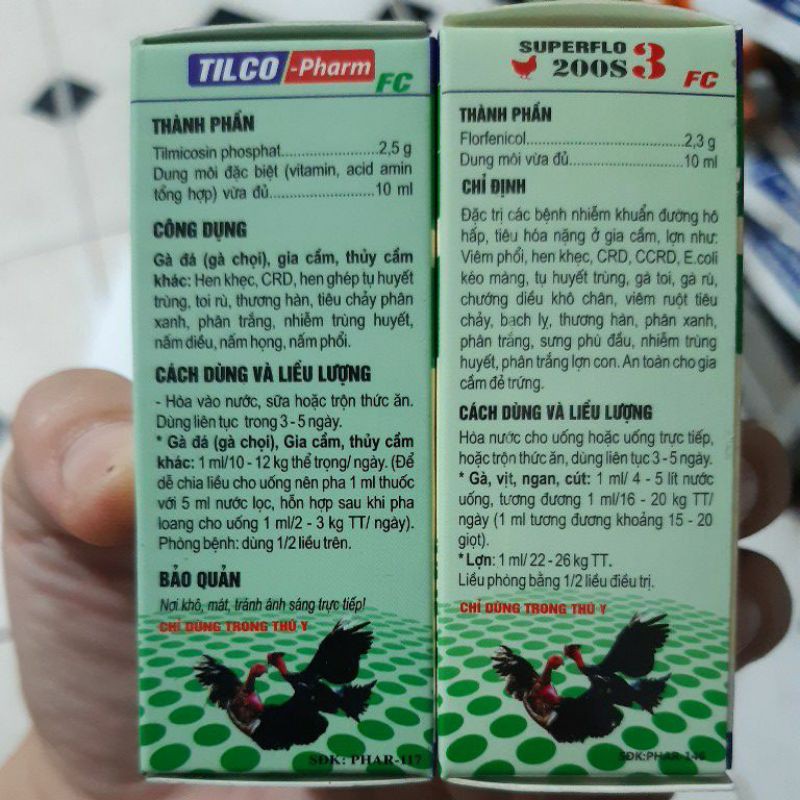 TILCO -Pharm
FC
THÀNH PHẦN
Tilmicosin phosphat......................2,5 g
Dung môi đặc biệt (vitamin, acid amin
tổng hợp) vừa đủ........................10 ml
CÔNG DỤNG
Gà đá (gà chọi), gia cầm, thủy cầm
khác: Hen khẹc, CRD, hen ghép tụ huyết
trùng, toi rù, thương hàn, tiêu chảy phân
xanh, phân trắng, nhiễm trùng huyết,
nấm diều, nấm họng, nấm phổi.
CÁCH DÙNG VÀ LIỀU LƯỢNG
- Hòa vào nước, sữa hoặc trộn thức ăn.
Dùng liên tục trong 3 - 5 ngày.
* Gà đá (gà chọi), Gia cầm, thủy cầm
khác: 1 ml/10 - 12 kg thể trọng/ ngày. (Để
dễ chia liều cho uống nên pha 1 ml thuốc
với 5 ml nước lọc, hỗn hợp sau khi pha
loang cho uống 1 ml/2 - 3 kg TT/ ngày).
Phòng bệnh: dùng 1/2 liều trên.
BẢO QUẢN
Nơi khô, mát, tránh ánh sáng trực tiếp!
CHỈ DÙNG TRONG THÚ Y
SĐK: PHAR-117
SUPERFLO
200S 3
FC
THÀNH PHẦN
Florfenicol.....................................2,3 g
Dung môi vừa đủ.........................10 ml
CHỈ ĐỊNH
Đặc trị các bệnh nhiễm khuẩn đường hô
hấp, tiêu hóa nặng ở gia cầm, lợn như:
Viêm phổi, hen khẹc, CRD, CCRD, E.coli
kéo màng, tụ huyết trùng, gà toi, gà rù,
chướng diều khô chân, viêm ruột tiêu
chảy, bạch lỵ, thương hàn, phân xanh,
phân trắng, sưng phù đầu, nhiễm trùng
huyết, phân trắng lợn con. An toàn cho gia
cầm đẻ trứng.
CÁCH DÙNG VÀ LIỀU LƯỢNG
Hòa nước cho uống hoặc uống trực tiếp,
hoặc trộn thức ăn, dùng liên tục 3 - 5 ngày.
* Gà, vịt, ngan, cút: 1 ml/ 4 - 5 lít nước
uống, tương đương 1 ml/16 - 20 kg TT/
ngày (1 ml tương đương khoảng 15 - 20
giọt).
* Lợn: 1 ml/ 22 - 26 kg TT.
Liều phòng bằng 1/2 liều điều trị.
CHỈ DÙNG TRONG THÚ Y
SĐK:PHAR-146